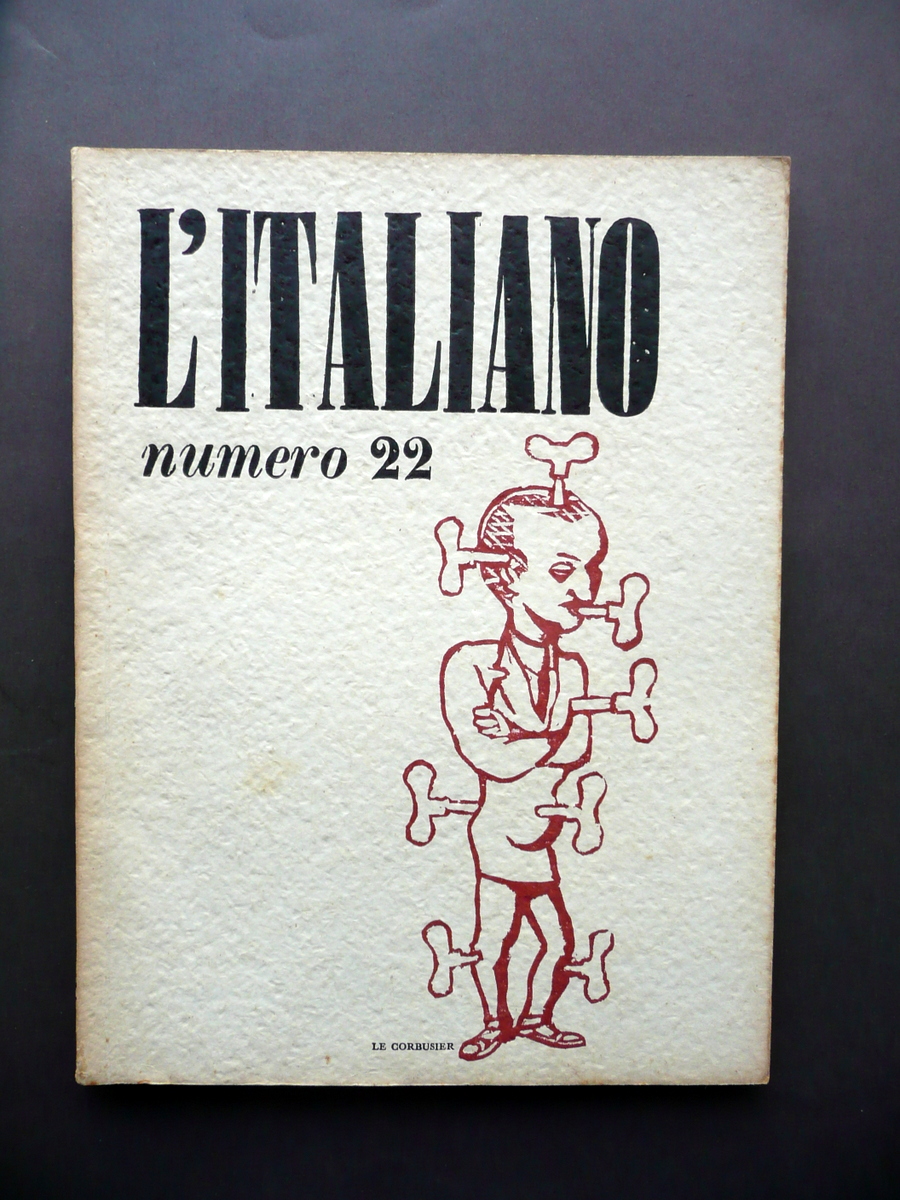 L'ITALIANO
numero 22
LE CORBUSIER